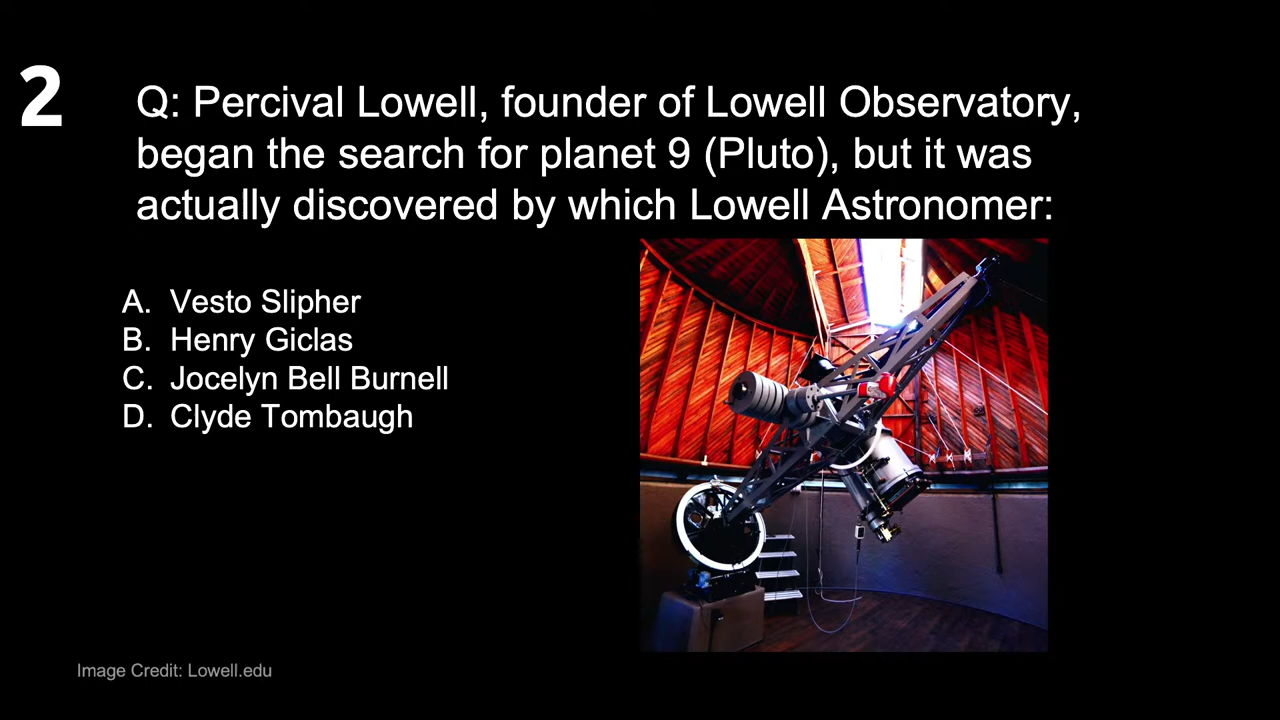 2
Q: Percival Lowell, founder of Lowell Observatory,
began the search for planet 9 (Pluto), but it was
actually discovered by which Lowell Astronomer:
A. Vesto Slipher
B. Henry Giclas
C. Jocelyn Bell Burnell
D. Clyde Tombaugh
Image Credit: Lowell.edu